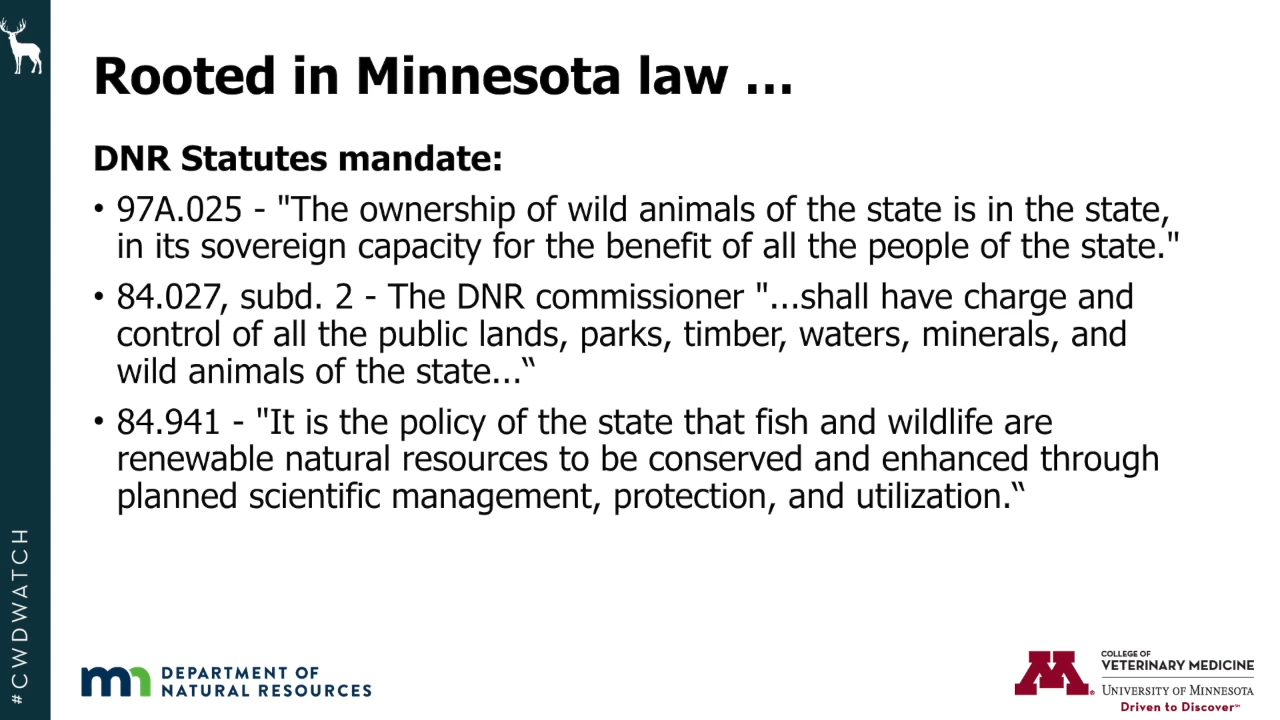 Rooted in Minnesota law ...
DNR Statutes mandate:
• 97A.025 - "The ownership of wild animals of the state is in the state,
in its sovereign capacity for the benefit of all the people of the state."
• 84.027, subd. 2 - The DNR commissioner "...shall have charge and
control of all the public lands, parks, timber, waters, minerals, and
wild animals of the state...“
• 84.941 - "It is the policy of the state that fish and wildlife are
renewable natural resources to be conserved and enhanced through
planned scientific management, protection, and utilization.“
#CWDWATCH
mn DEPARTMENT OF
NATURAL RESOURCES
M®
COLLEGE OF
VETERINARY MEDICINE
UNIVERSITY OF MINNESOTA
Driven to Discover℠